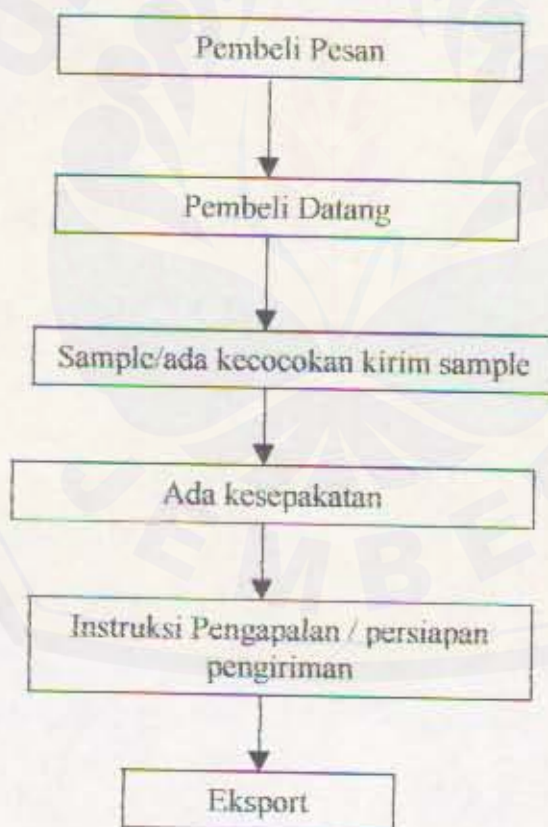 Pembeli Pesan
Pembeli Datang
Sample/ada kecocokan kirim sample
Ada kesepakatan
Instruksi Pengapalan / persiapan
pengiriman
Eksport